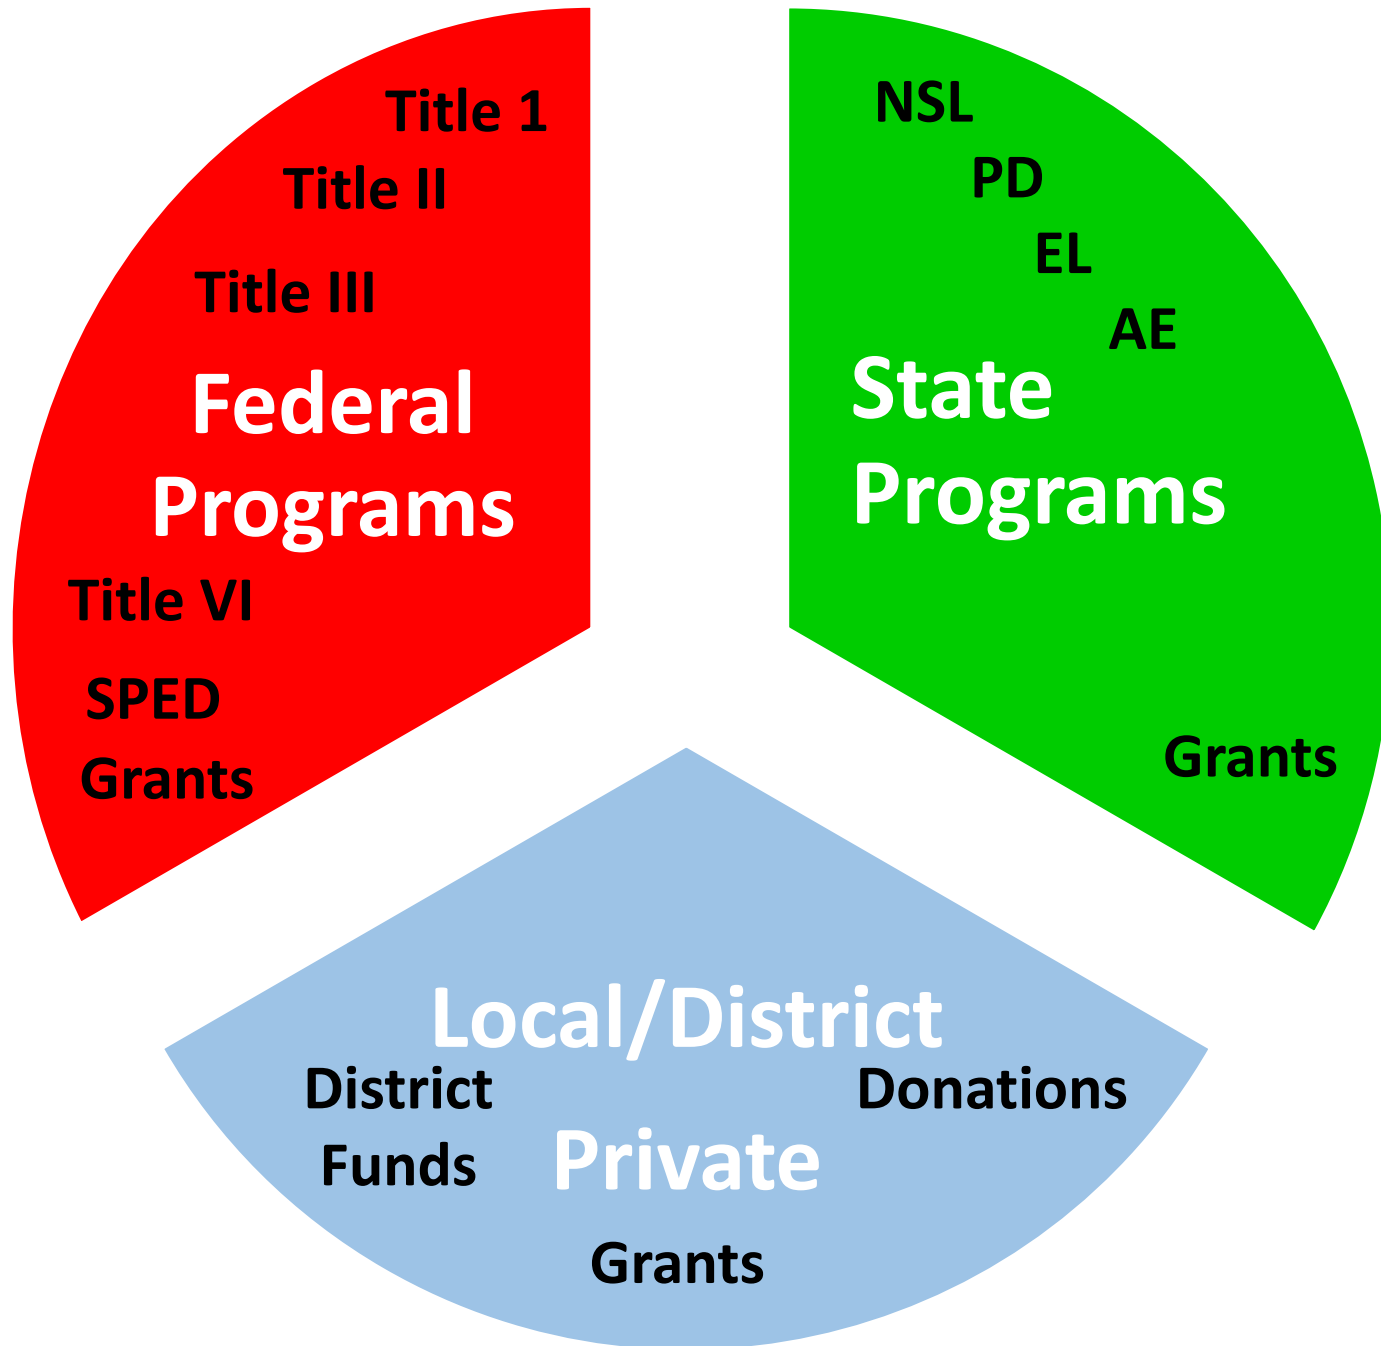 Title 1
Title II
Title III
Federal
Programs
Title VI
SPED
Grants
NSL
PD
EL
AE
State
Programs
Grants
Local/District
District
Funds
Donations
Private
Grants